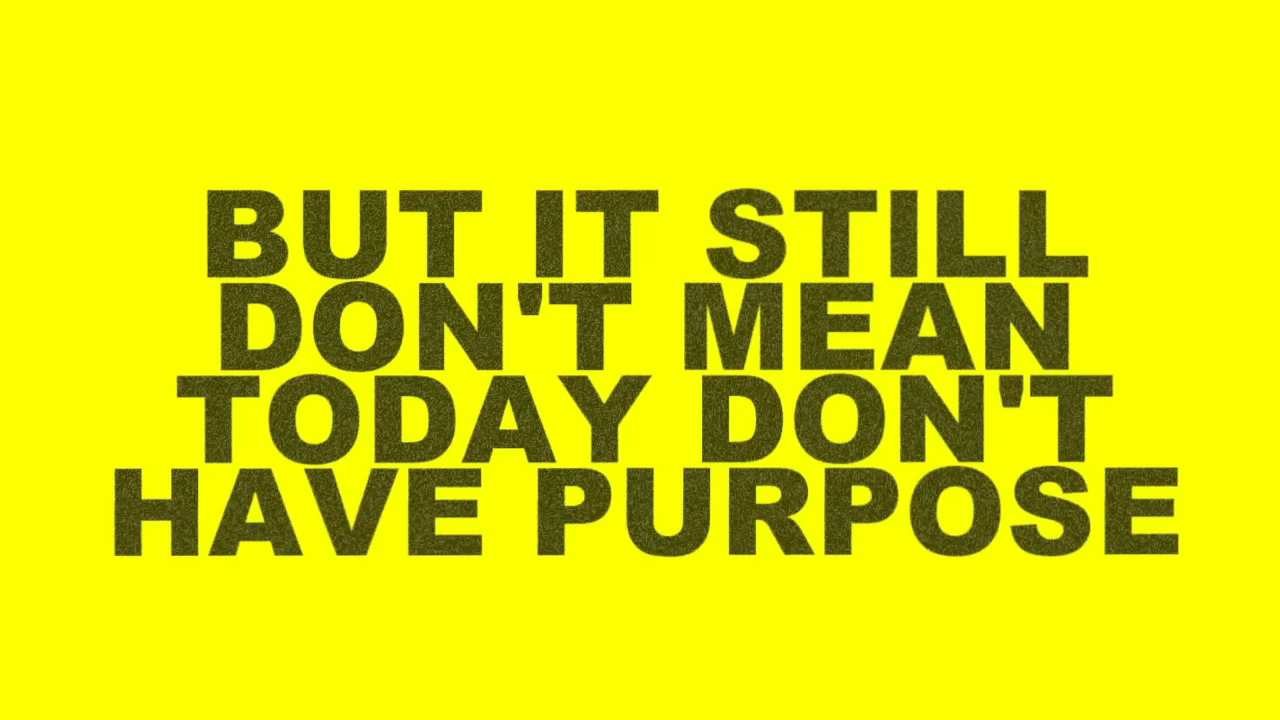 BUT IT STILL
DON'T MEAN
TODAY DON'T
HAVE PURPOSE